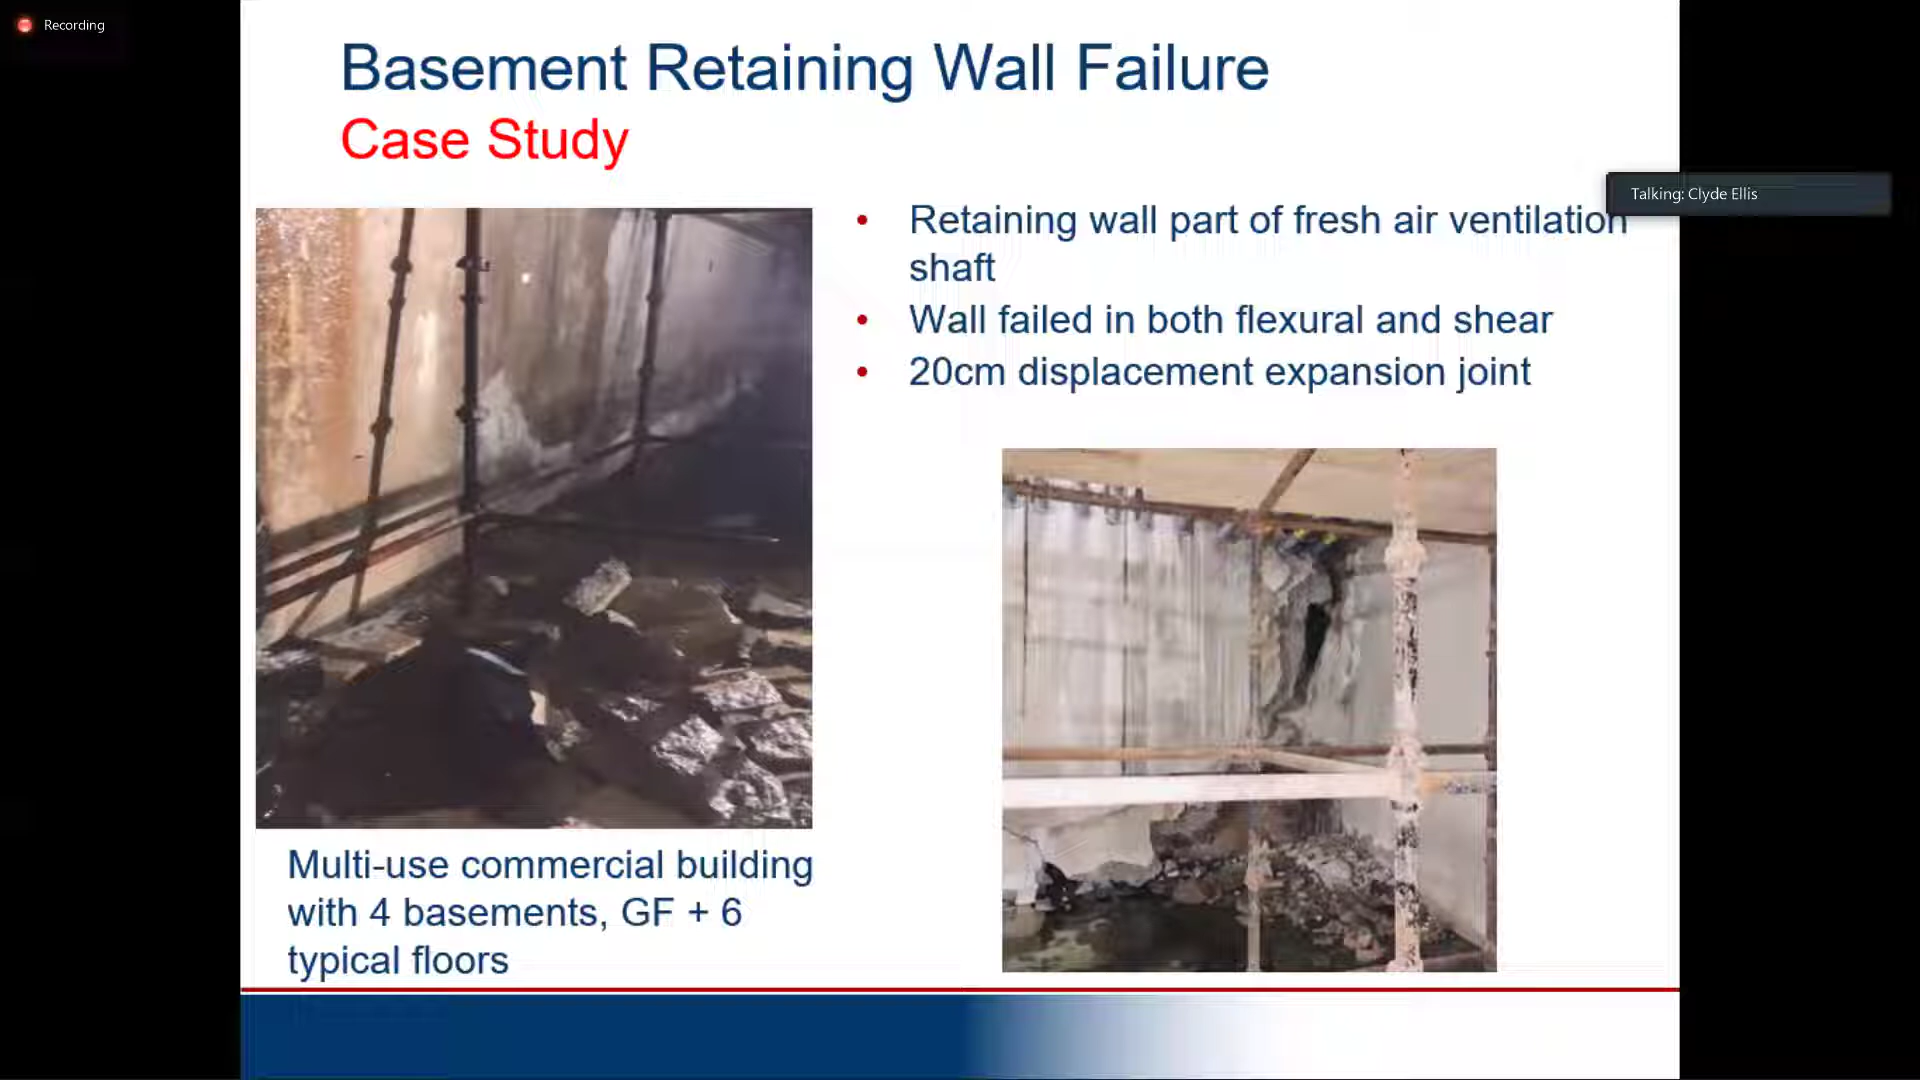 Recording
Basement Retaining Wall Failure
Case Study
Talking: Clyde Ellis
• Retaining wall part of fresh air ventilation
shaft
• Wall failed in both flexural and shear
• 20cm displacement expansion joint
Multi-use commercial building
with 4 basements, GF + 6
typical floors